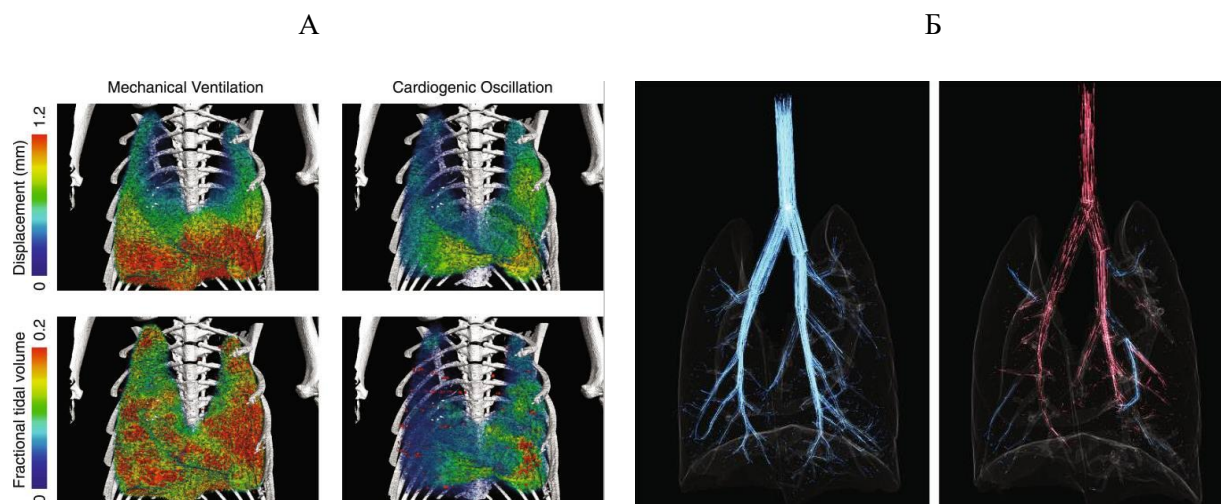 А
Б
Mechanical Ventilation
Cardiogenic Oscillation
Displacement (mm)
0
1.2
Fractional tidal volume
0
0.2